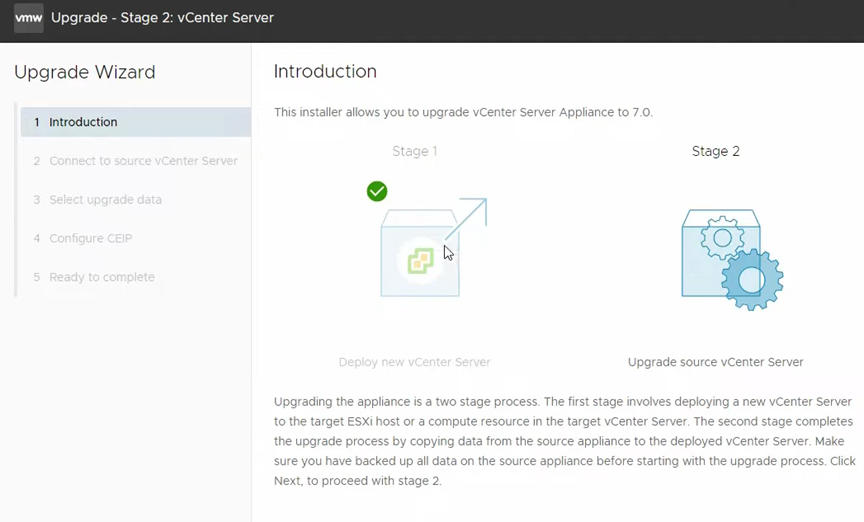 vmw Upgrade - Stage 2: vCenter Server
Upgrade Wizard
1 Introduction
2 Connect to source vCenter Server
3 Select upgrade data
4 Configure CEIP
5 Ready to complete
Introduction
This installer allows you to upgrade vCenter Server Appliance to 7.0.
Stage 1
Stage 2
Deploy new vCenter Server
Upgrade source vCenter Server
Upgrading the appliance is a two stage process. The first stage involves deploying a new vCenter Server
to the target ESXi host or a compute resource in the target vCenter Server. The second stage completes
the upgrade process by copying data from the source appliance to the deployed vCenter Server. Make
sure you have backed up all data on the source appliance before starting with the upgrade process. Click
Next, to proceed with stage 2.